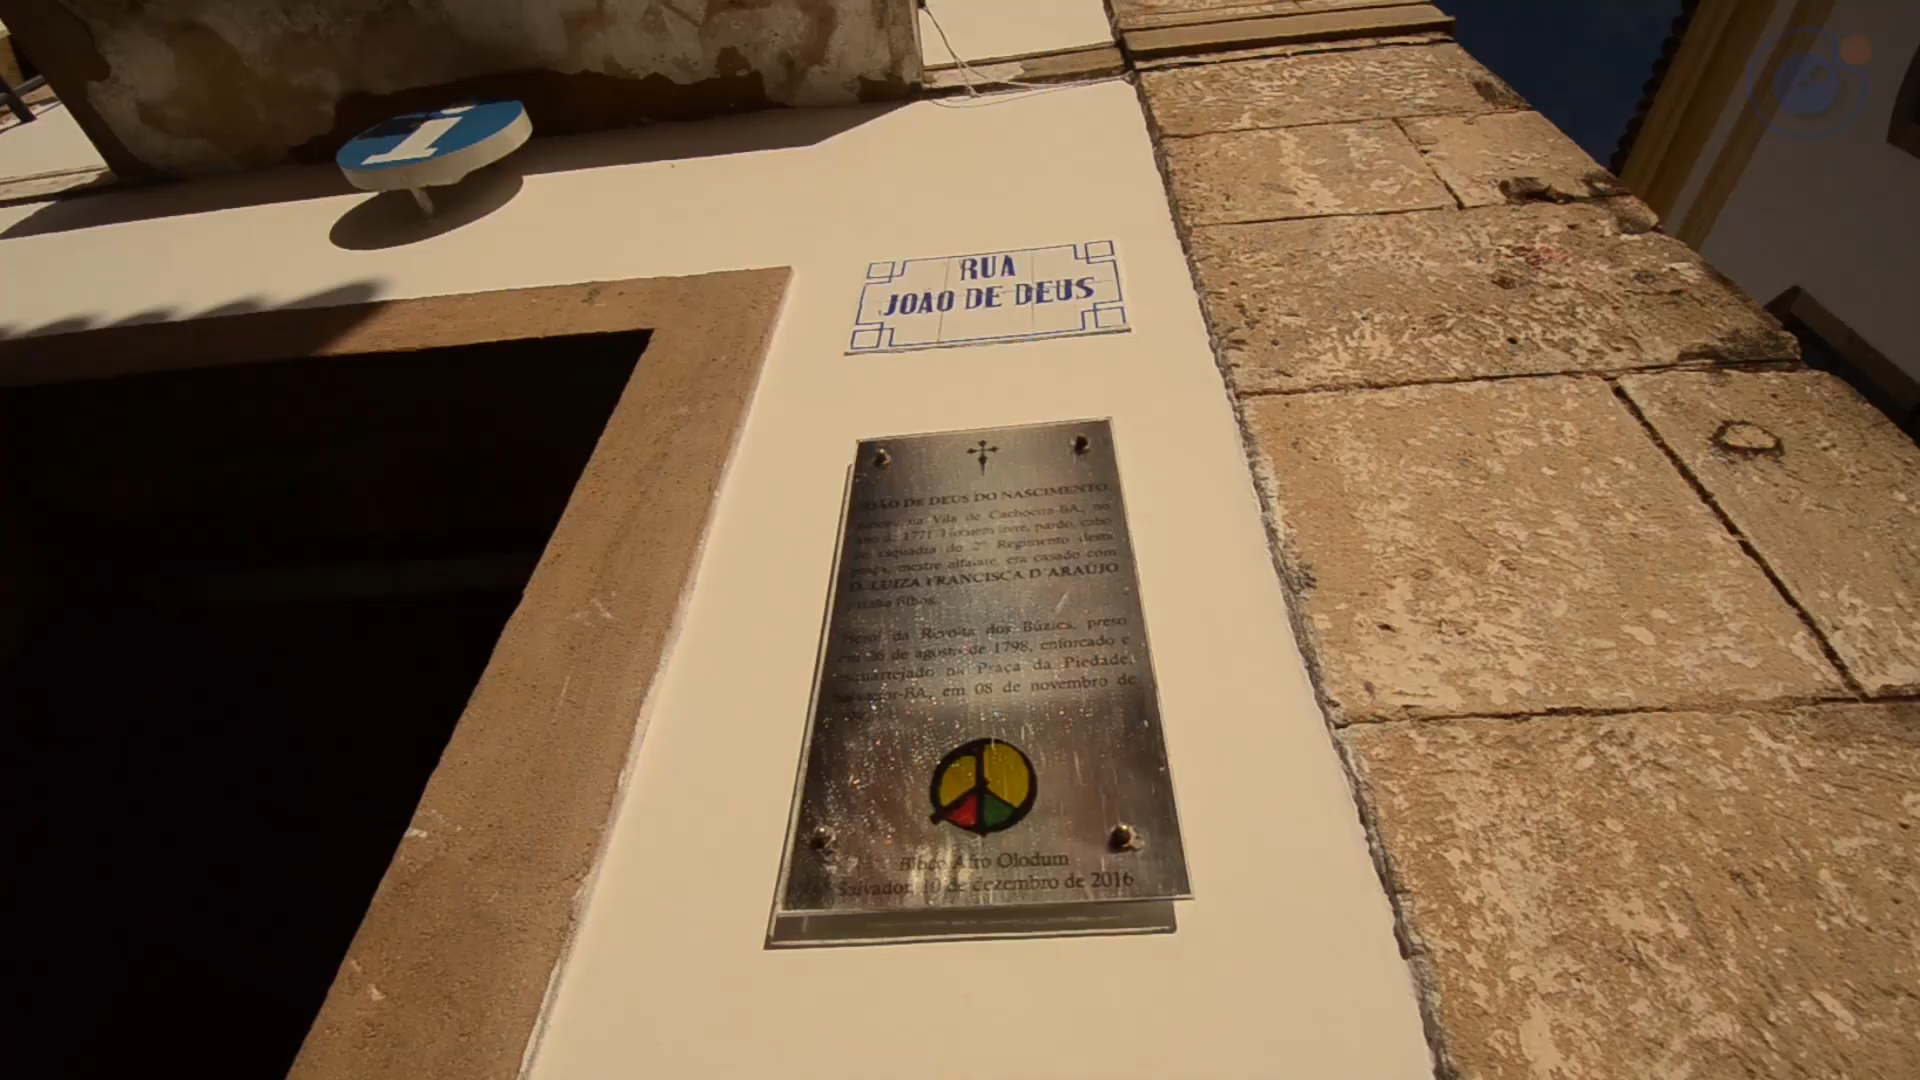 i
RUA
JOÃO DE DEUS
JOÃO DE DEUS DO NASCIMENTO,
nasceu na Vila de Cachoeira-BA, no
ano de 1771. Homem livre, pardo, cabo
de esquadra do 2º Regimento desta
praça, mestre alfaiate, era casado com
D. LUIZA FRANCISCA D'ARAÚJO
e tinha filhos.
Herói da Revolta dos Búzios, preso
em 26 de agosto de 1798, enforcado e
esquartejado na Praça da Piedade,
Salvador-BA, em 08 de novembro de
Bloco Afro Olodum
Salvador, 10 de dezembro de 2016